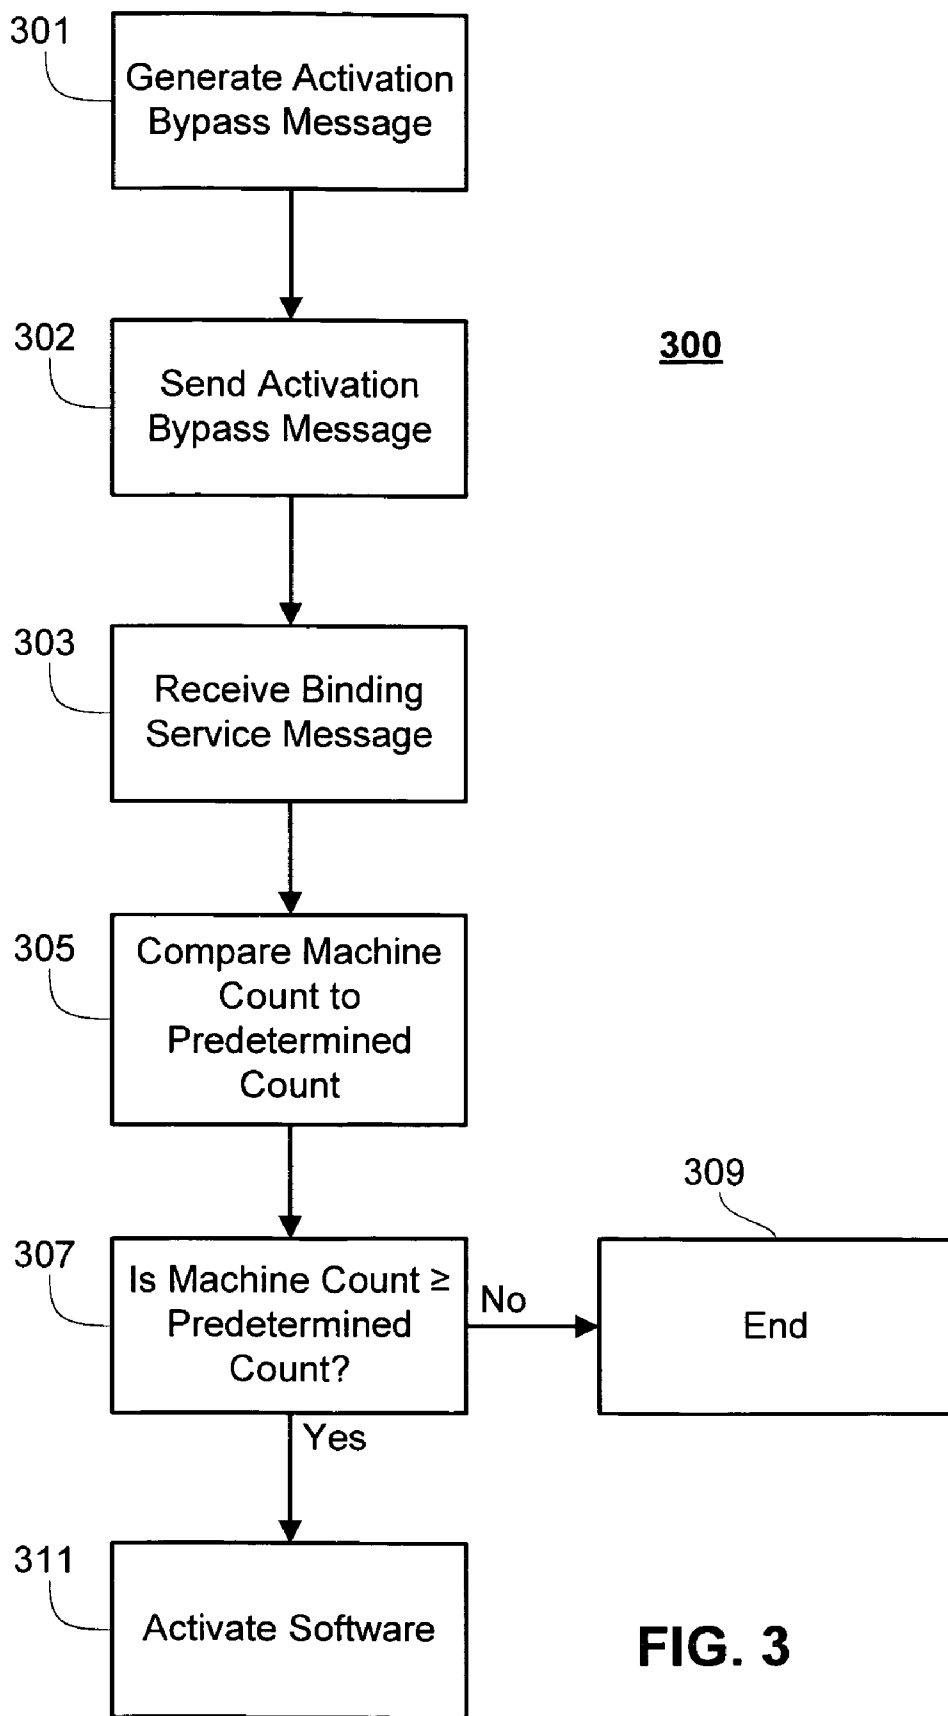 301
Generate Activation
Bypass Message
302
300
Send Activation
Bypass Message
303
Receive Binding
Service Message
305
Compare Machine
Count to
Predetermined
Count
309
307
Is Machine Count ≥
Predetermined
Count?
No
End
Yes
311
Activate Software
FIG. 3